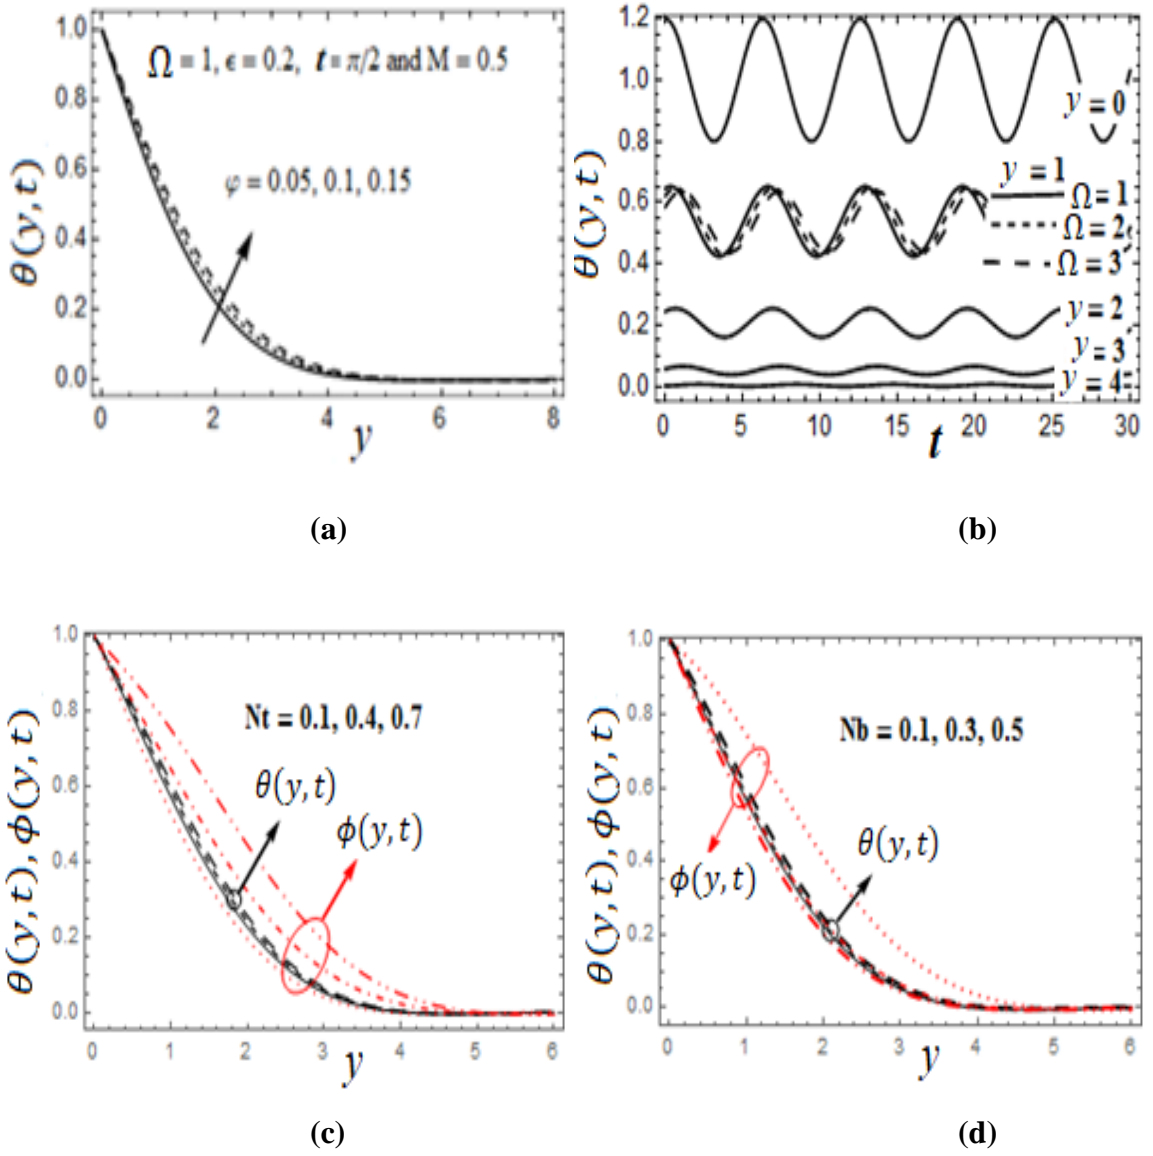 1.0
0.8
0.6
0.4
0.2
0.0
θ(y,t)
Ω = 1, ϵ = 0.2, t = π/2 and M = 0.5
φ = 0.05, 0.1, 0.15
0 2 4 6 8
y
(a)
1.2
1.0
0.8
0.6
0.4
0.2
0.0
θ(y,t)
y = 0
y = 1
Ω = 1
Ω = 2
Ω = 3
y = 2
y = 3
y = 4
0 5 10 15 20 25 30
t
(b)
1.0
0.8
0.6
0.4
0.2
0.0
θ(y,t), ϕ(y,t)
Nt = 0.1, 0.4, 0.7
θ(y,t)
ϕ(y,t)
0 1 2 3 4 5 6
y
(c)
1.0
0.8
0.6
0.4
0.2
0.0
θ(y,t), ϕ(y,t)
Nb = 0.1, 0.3, 0.5
θ(y,t)
ϕ(y,t)
0 1 2 3 4 5 6
y
(d)